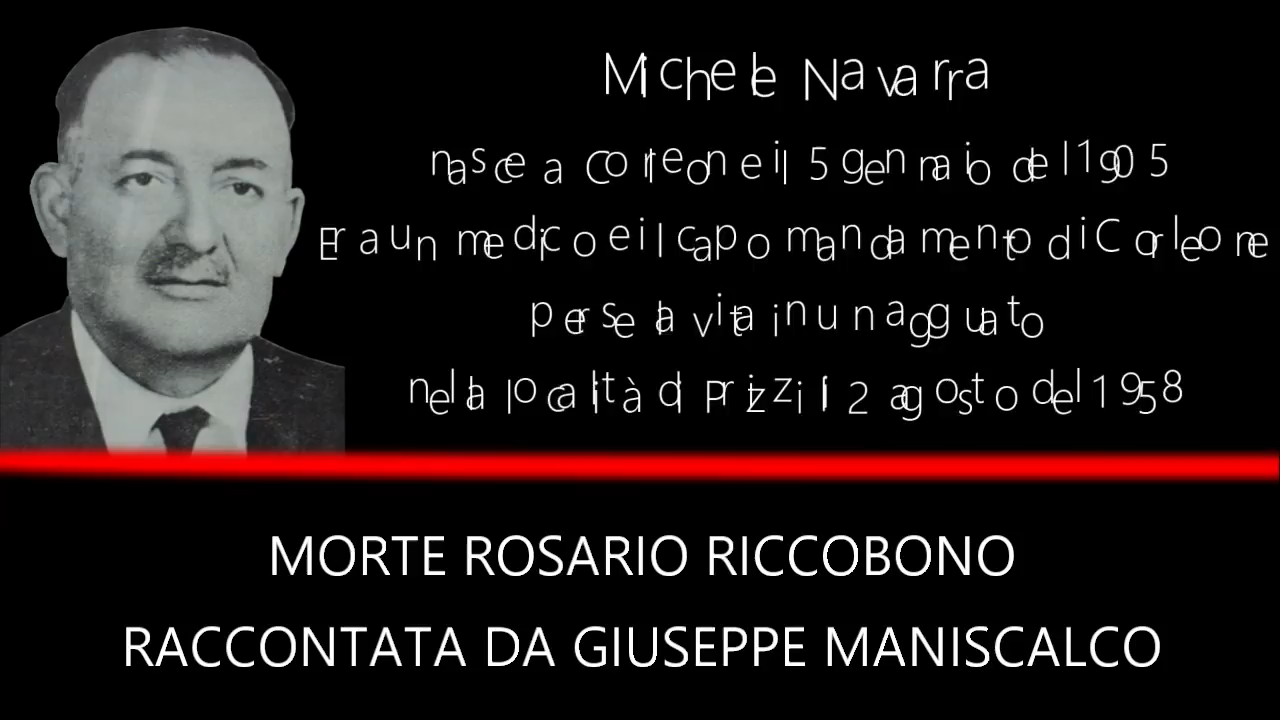 Michele Navarra
nasce a Corleone il 5 gennaio del 1905
Era un medico e il capo mandamento di Corleone
perse la vita in un agguato
nella località di Prizzi il 2 agosto del 1958
MORTE ROSARIO RICCOBONO
RACCONTATA DA GIUSEPPE MANISCALCO